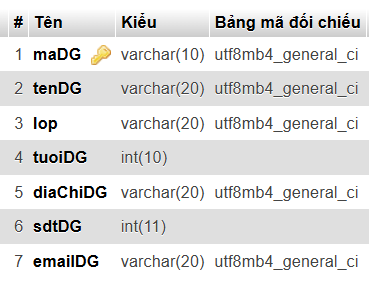 # Tên Kiểu Bảng mã đối chiếu
1 maDG varchar(10) utf8mb4_general_ci
2 tenDG varchar(20) utf8mb4_general_ci
3 lop varchar(20) utf8mb4_general_ci
4 tuoiDG int(10)
5 diaChiDG varchar(20) utf8mb4_general_ci
6 sdtDG int(11)
7 emailDG varchar(20) utf8mb4_general_ci